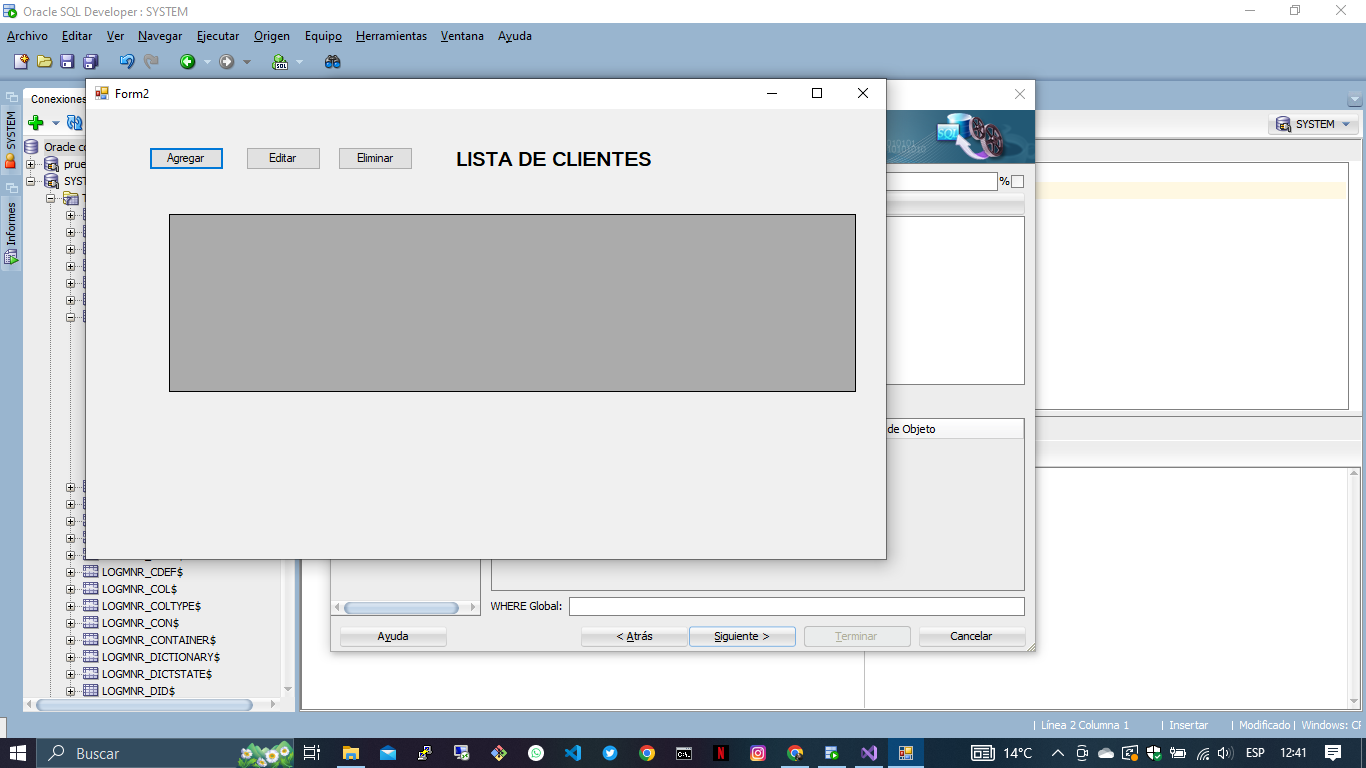 Oracle SQL Developer : SYSTEM
Archivo Editar Ver Navegar Ejecutar Origen Equipo Herramientas Ventana Ayuda
Form2
Conexiones
SYSTEM
Informes
Oracle
prue
SYST
Agregar Editar Eliminar LISTA DE CLIENTES
SQL
SYSTEM
%
de Objeto
LOGMNR_CDEF$
LOGMNR_COL$
LOGMNR_COLTYPE$
LOGMNR_CON$
LOGMNR_CONTAINER$
LOGMNR_DICTIONARY$
LOGMNR_DICTSTATE$
LOGMNR_DID$
WHERE Global:
Ayuda < Atrás Siguiente > Terminar Cancelar
Línea 2 Columna 1 Insertar Modificado Windows: CF
Buscar 14°C ESP 12:41